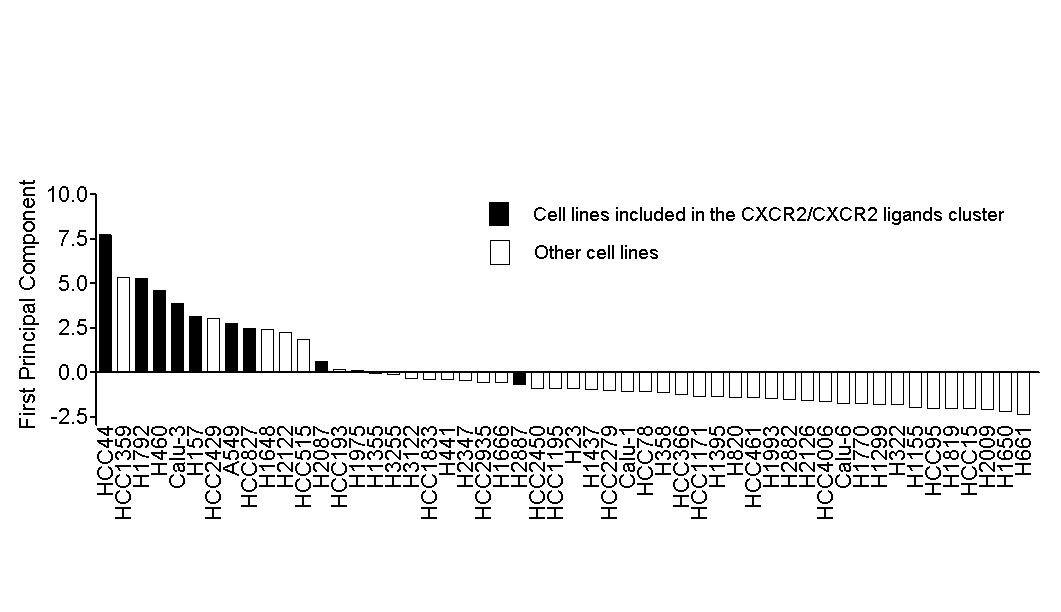 First Principal Component
10.0
7.5
5.0
2.5
0.0
-2.5
Cell lines included in the CXCR2/CXCR2 ligands cluster
Other cell lines
HCC44
HCC1359
H1792
H460
Calu-3
H157
HCC2429
A549
HCC827
H1648
H2122
HCC515
H2087
HCC193
H1975
H1355
H3255
H3122
HCC1833
H441
H2347
HCC2935
H1666
H2887
HCC2450
HCC1195
H23
H1437
HCC2279
Calu-1
HCC78
H358
HCC366
HCC1171
H1395
H820
HCC461
H1993
H2882
H2126
HCC4006
Calu-6
H1770
H1299
H322
H1155
HCC95
H1819
HCC15
H2009
H1650
H661